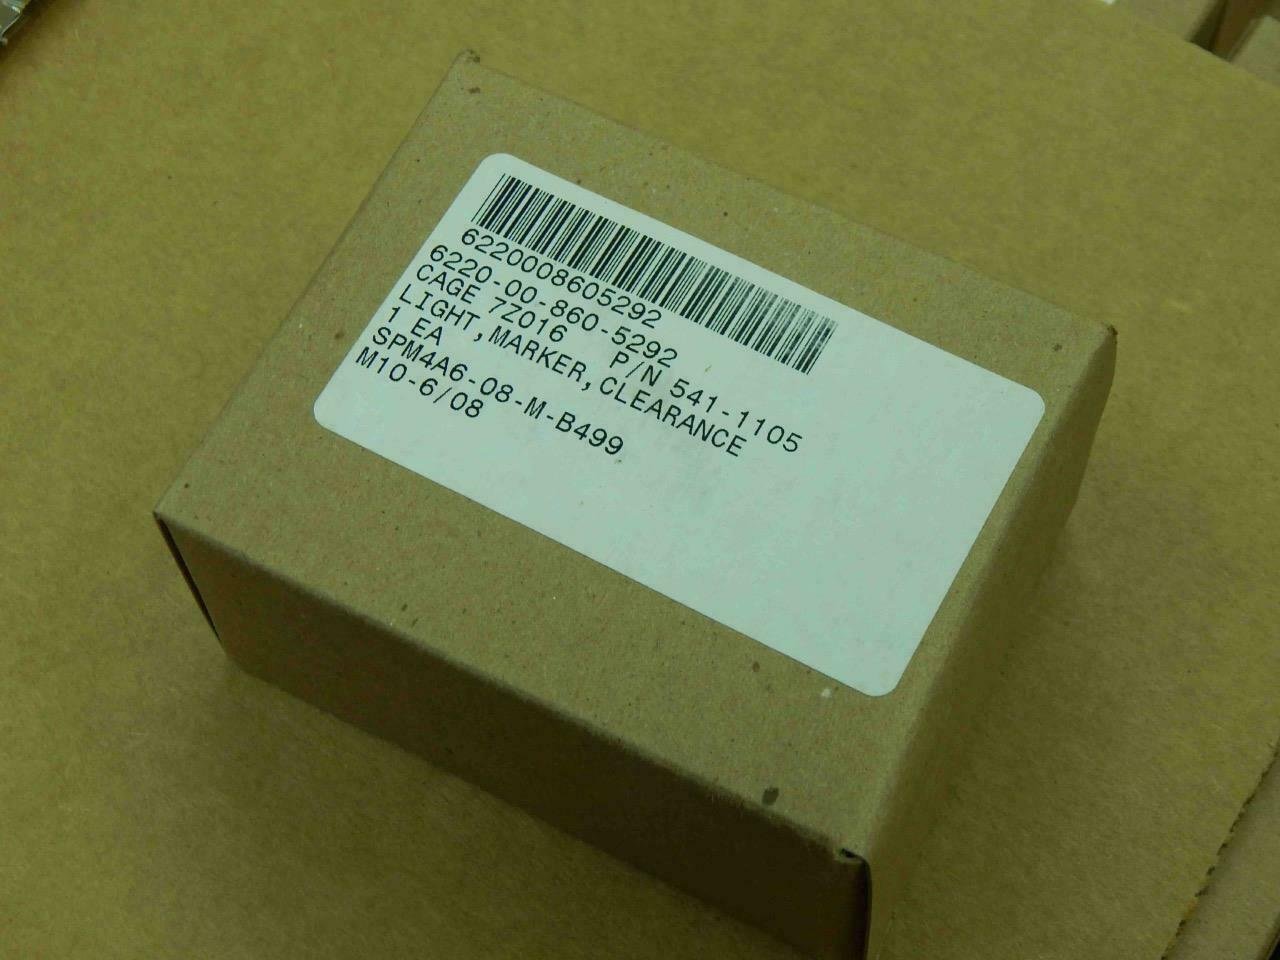 6220008605292
6220-00-860-5292
CAGE 7Z016 P/N 541-1105
LIGHT,MARKER,CLEARANCE
1 EA
SPM4A6-08-M-B499
M10-6/08